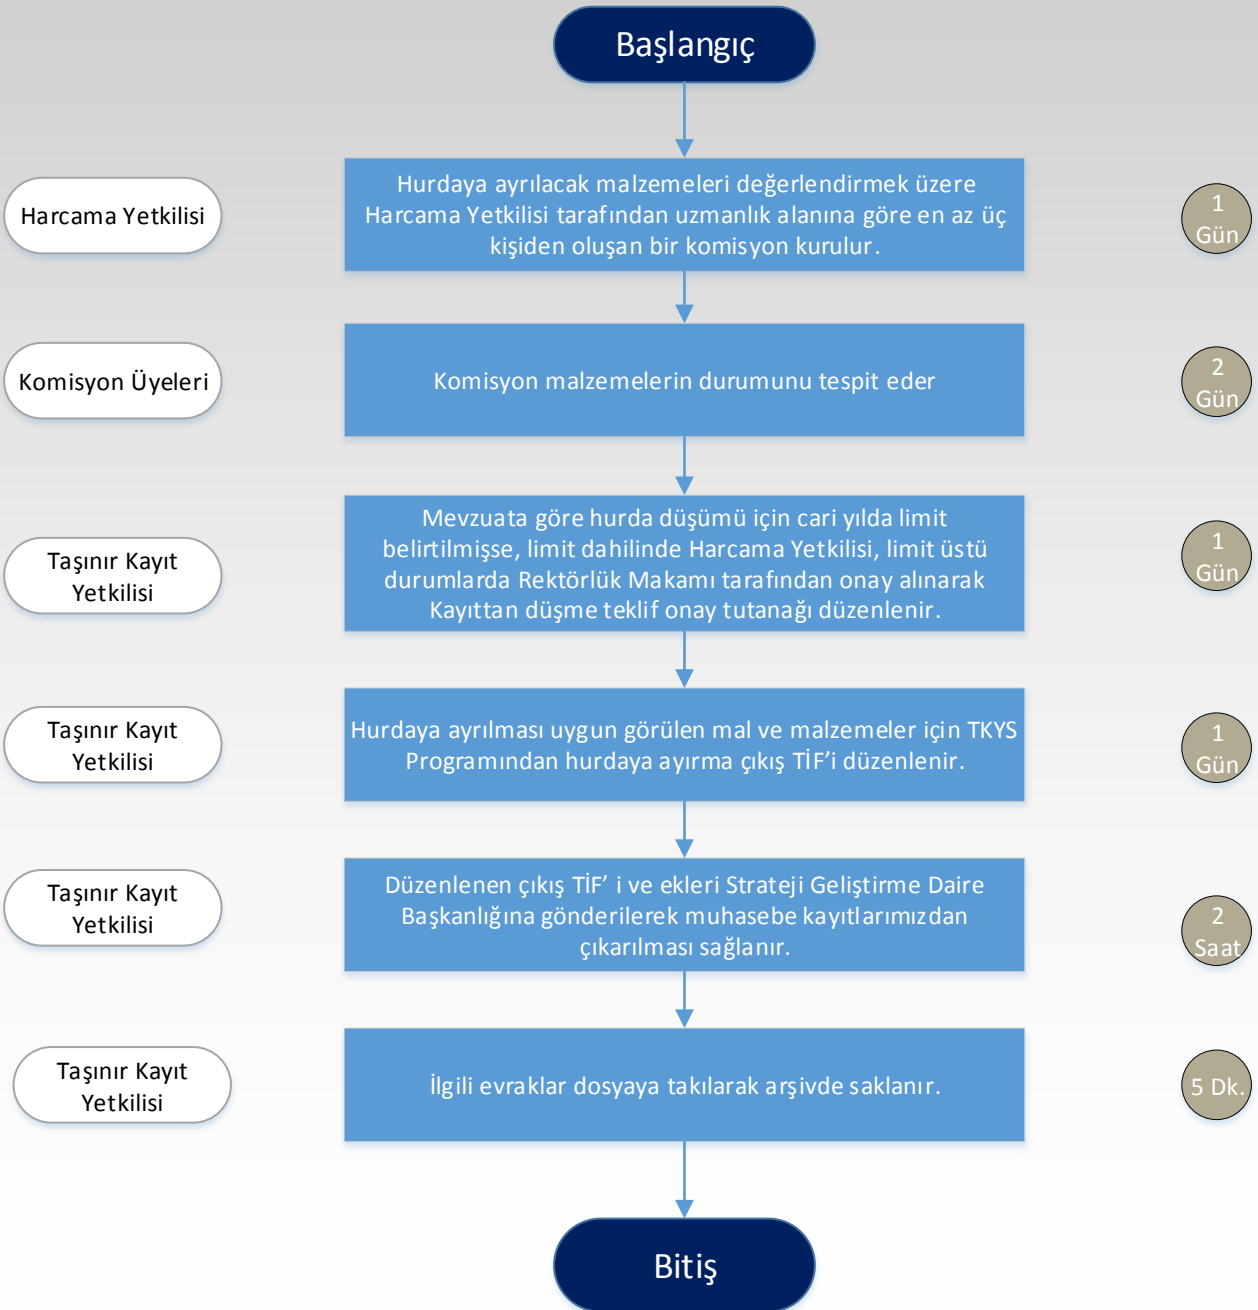 Başlangıç
Harcama Yetkilisi
Hurdaya ayrılacak malzemeleri değerlendirmek üzere
Harcama Yetkilisi tarafından uzmanlık alanına göre en az üç
kişiden oluşan bir komisyon kurulur.
1
Gün
Komisyon Üyeleri
Komisyon malzemelerin durumunu tespit eder
2
Gün
Taşınır Kayıt
Yetkilisi
Mevzuata göre hurda düşümü için cari yılda limit
belirtilmişse, limit dahilinde Harcama Yetkilisi, limit üstü
durumlarda Rektörlük Makamı tarafından onay alınarak
Kayıttan düşme teklif onay tutanağı düzenlenir.
1
Gün
Taşınır Kayıt
Yetkilisi
Hurdaya ayrılması uygun görülen mal ve malzemeler için TKYS
Programından hurdaya ayırma çıkış TİF’i düzenlenir.
1
Gün
Taşınır Kayıt
Yetkilisi
Düzenlenen çıkış TİF’ i ve ekleri Strateji Geliştirme Daire
Başkanlığına gönderilerek muhasebe kayıtlarımızdan
çıkarılması sağlanır.
2
Saat
Taşınır Kayıt
Yetkilisi
İlgili evraklar dosyaya takılarak arşivde saklanır.
5 Dk.
Bitiş